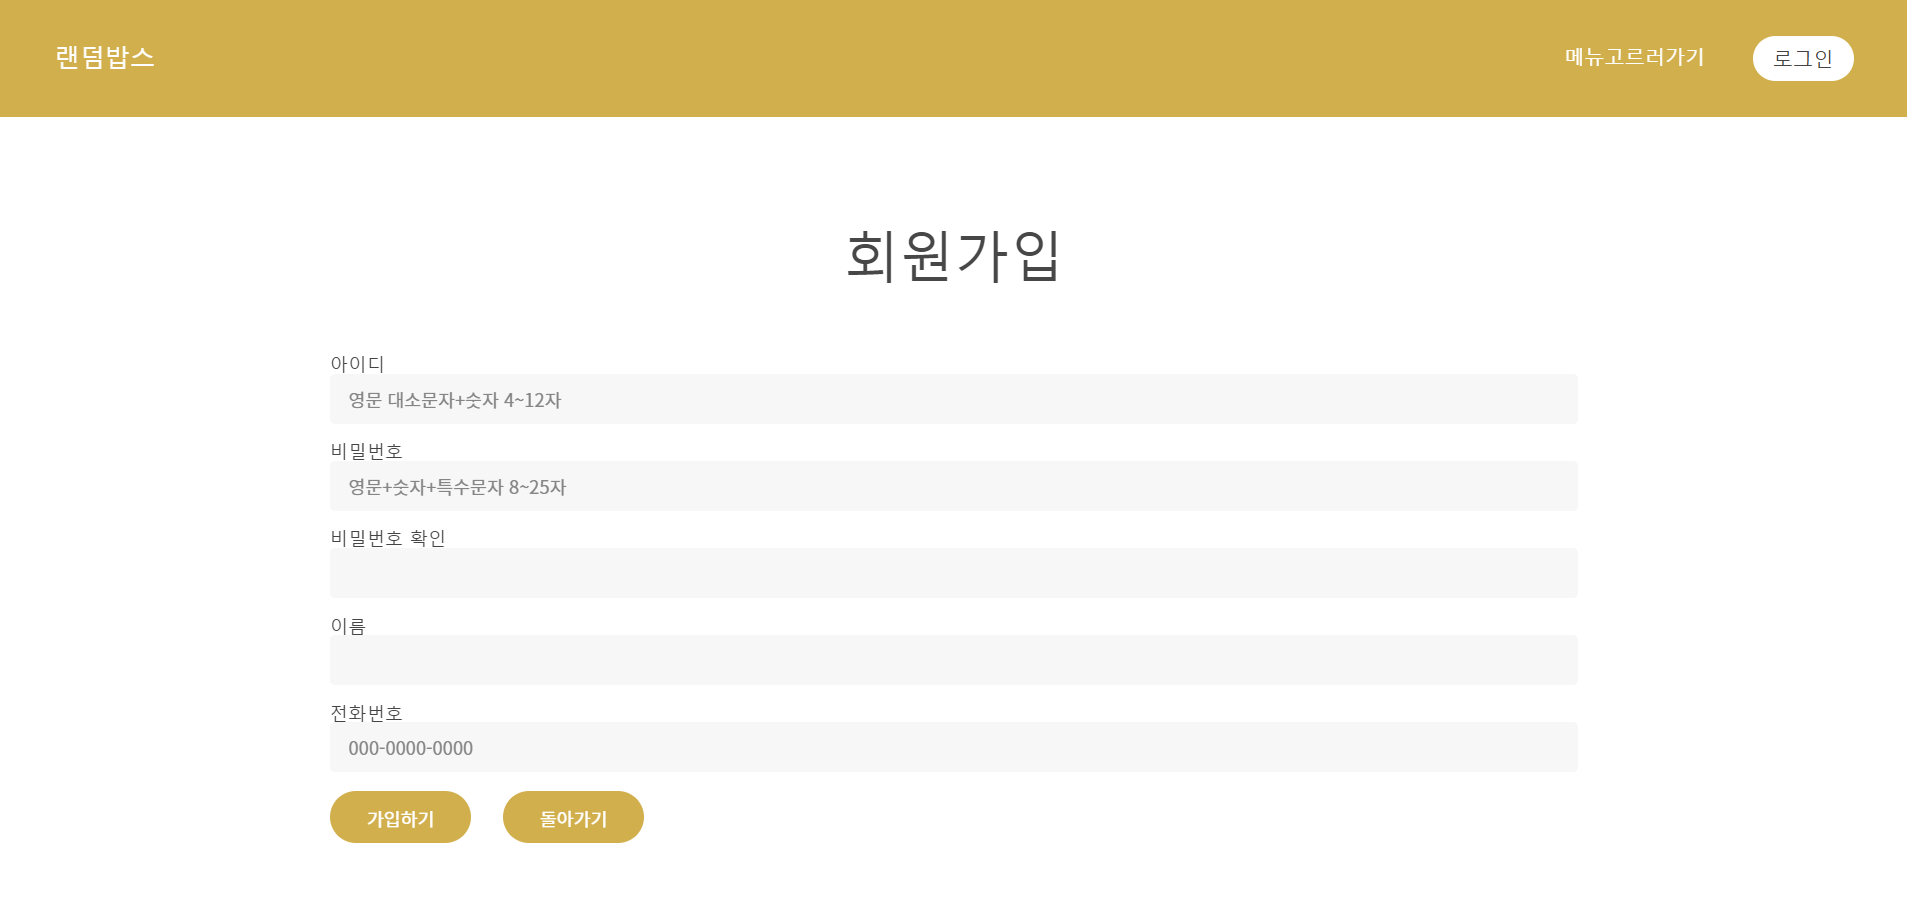 랜덤밥스
메뉴고르러가기
로그인
회원가입
아이디
영문 대소문자+숫자 4~12자
비밀번호
영문+숫자+특수문자 8~25자
비밀번호 확인
이름
전화번호
000-0000-0000
가입하기
돌아가기